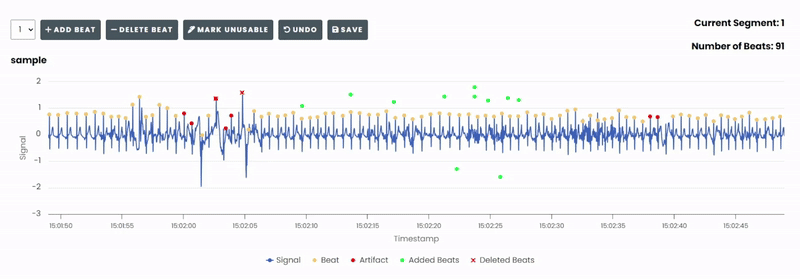 1 + ADD BEAT — DELETE BEAT MARK UNUSABLE UNDO SAVE
Current Segment: 1
Number of Beats: 91
sample
2
1
0
-1
-2
-3
Signal
15:01:50 15:01:55 15:02:00 15:02:05 15:02:10 15:02:15 15:02:20 15:02:25 15:02:30 15:02:35 15:02:40 15:02:45
Timestamp
Signal Beat Artifact Added Beats Deleted Beats